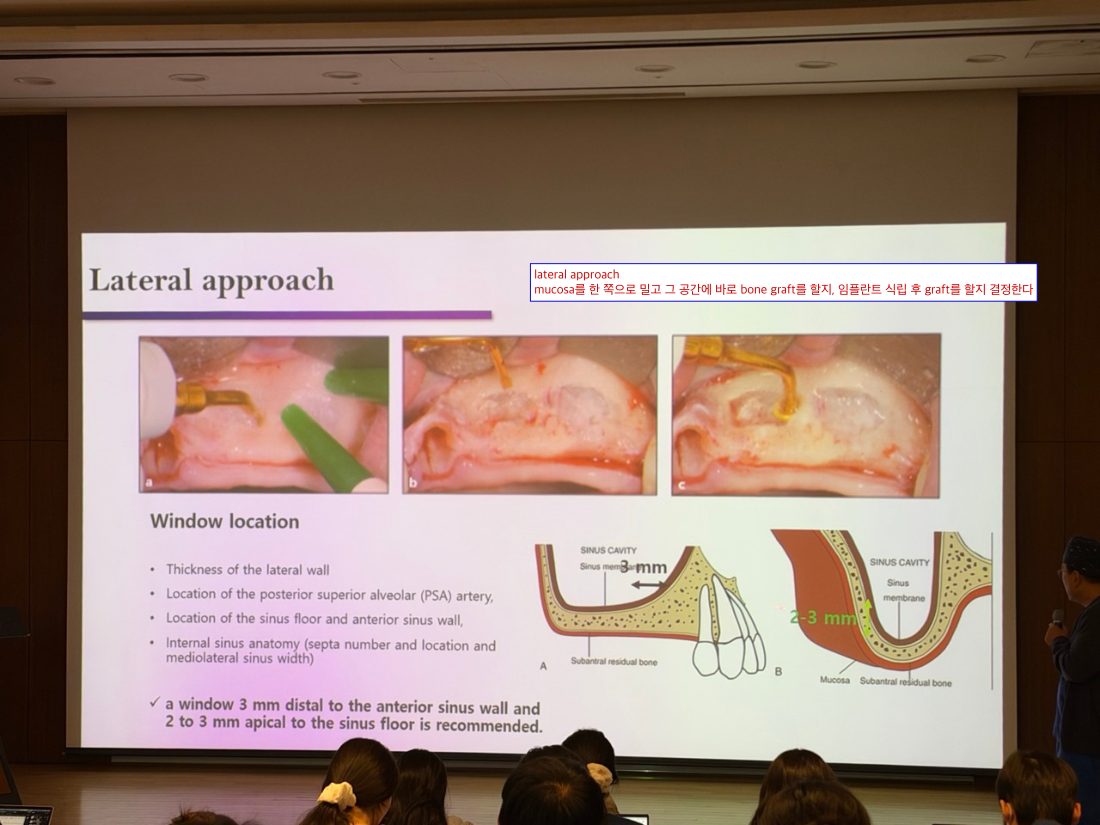 Lateral approach
lateral approach
mucosa를 한 쪽으로 밀고 그 공간에 바로 bone graft를 할지, 임플란트 식립 후 graft를 할지 결정한다
a
b
c
Window location
• Thickness of the lateral wall
• Location of the posterior superior alveolar (PSA) artery,
• Location of the sinus floor and anterior sinus wall,
• Internal sinus anatomy (septa number and location and
mediolateral sinus width)
✓ a window 3 mm distal to the anterior sinus wall and
2 to 3 mm apical to the sinus floor is recommended.
SINUS CAVITY
Sinus membrane
3 mm
Subantral residual bone
A
SINUS CAVITY
Sinus
membrane
2-3 mm
B
Mucosa
Subantral residual bone